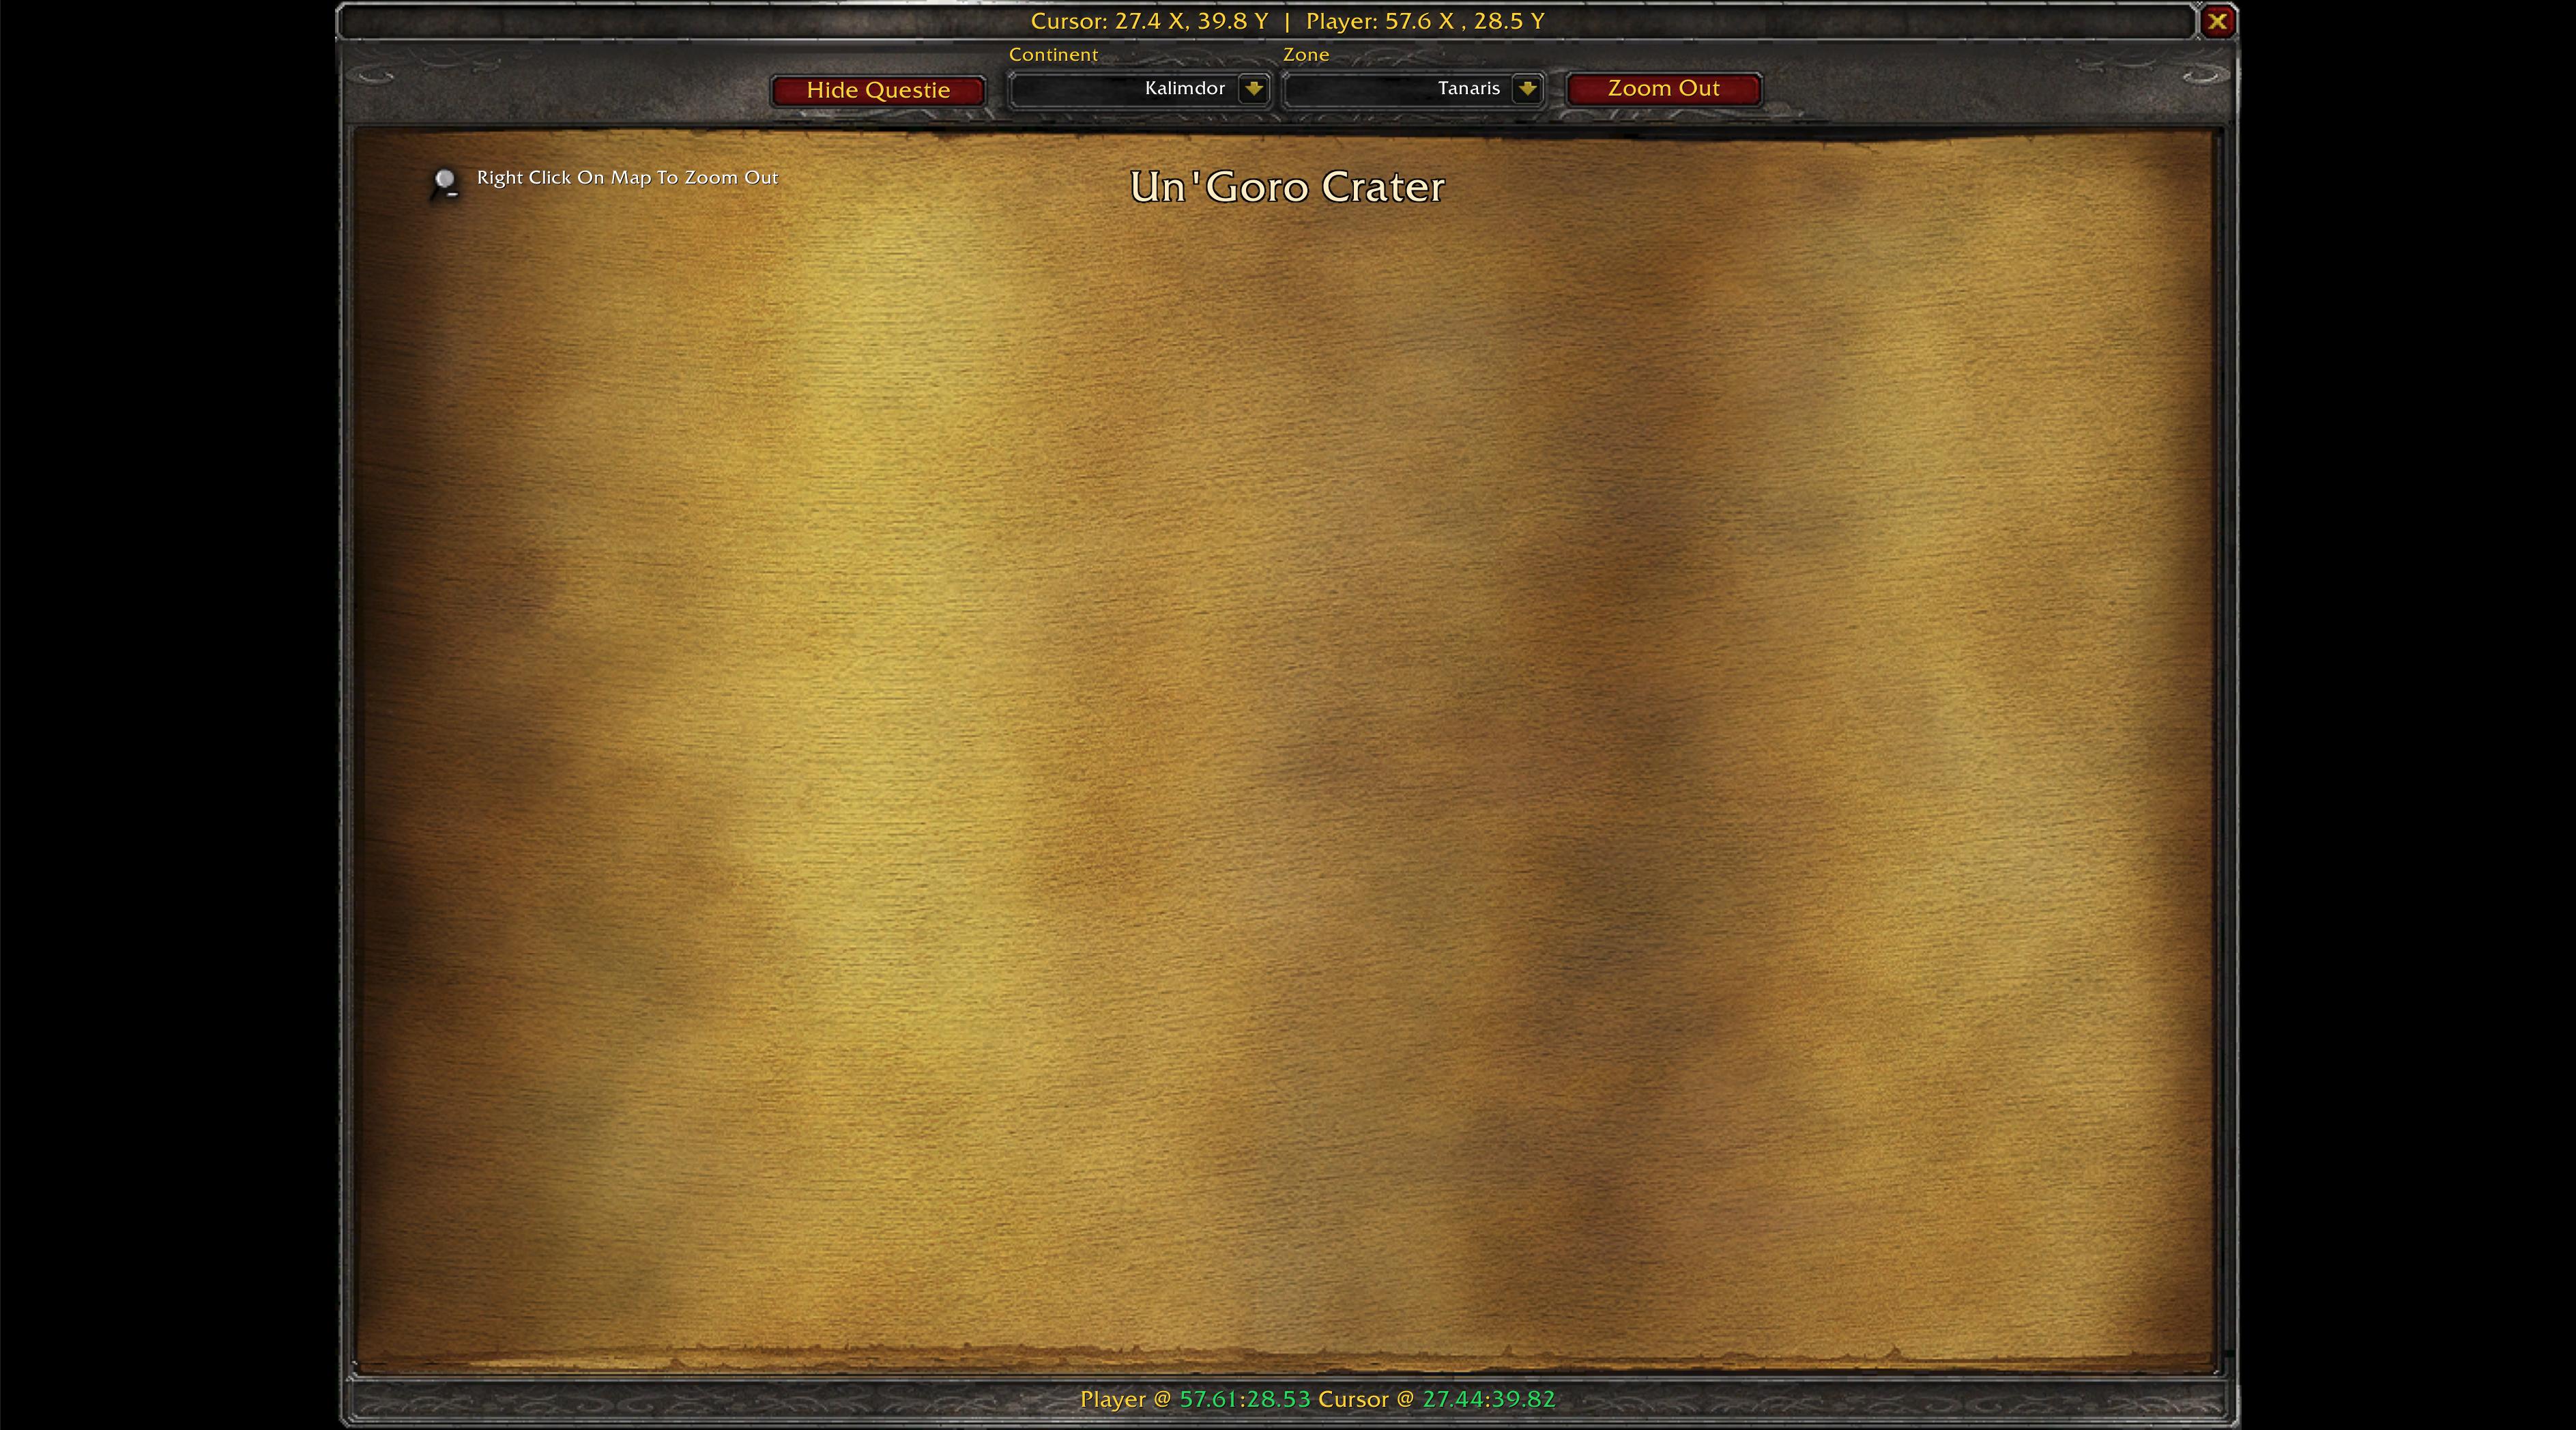 Cursor: 27.4 X, 39.8 Y | Player: 57.6 X , 28.5 Y
Continent Zone
Hide Questie Kalimdor Tanaris Zoom Out
Right Click On Map To Zoom Out
Un'Goro Crater
Player @ 57.61:28.53 Cursor @ 27.44:39.82